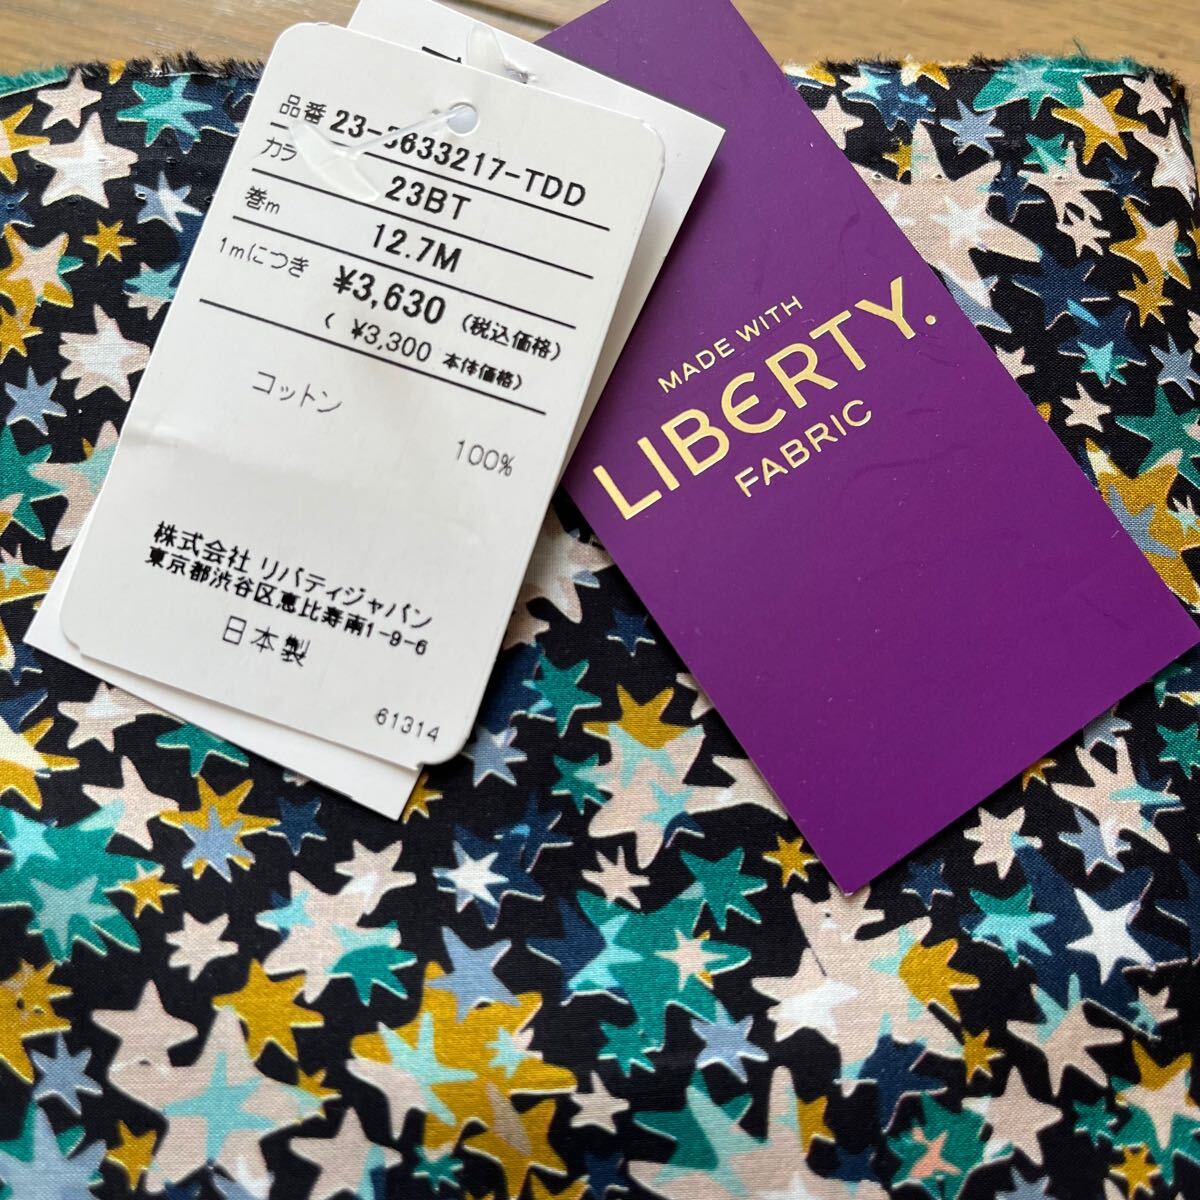 品番 23-3633217-TDD
カラ 23BT
巻m 12.7M
1mにつき ¥3,630 (税込価格)
( ¥3,300 本体価格)
コットン 100%
株式会社 リバティジャパン
東京都渋谷区恵比寿南1-9-6
日本製
61314
MADE WITH
LIBERTY.
FABRIC